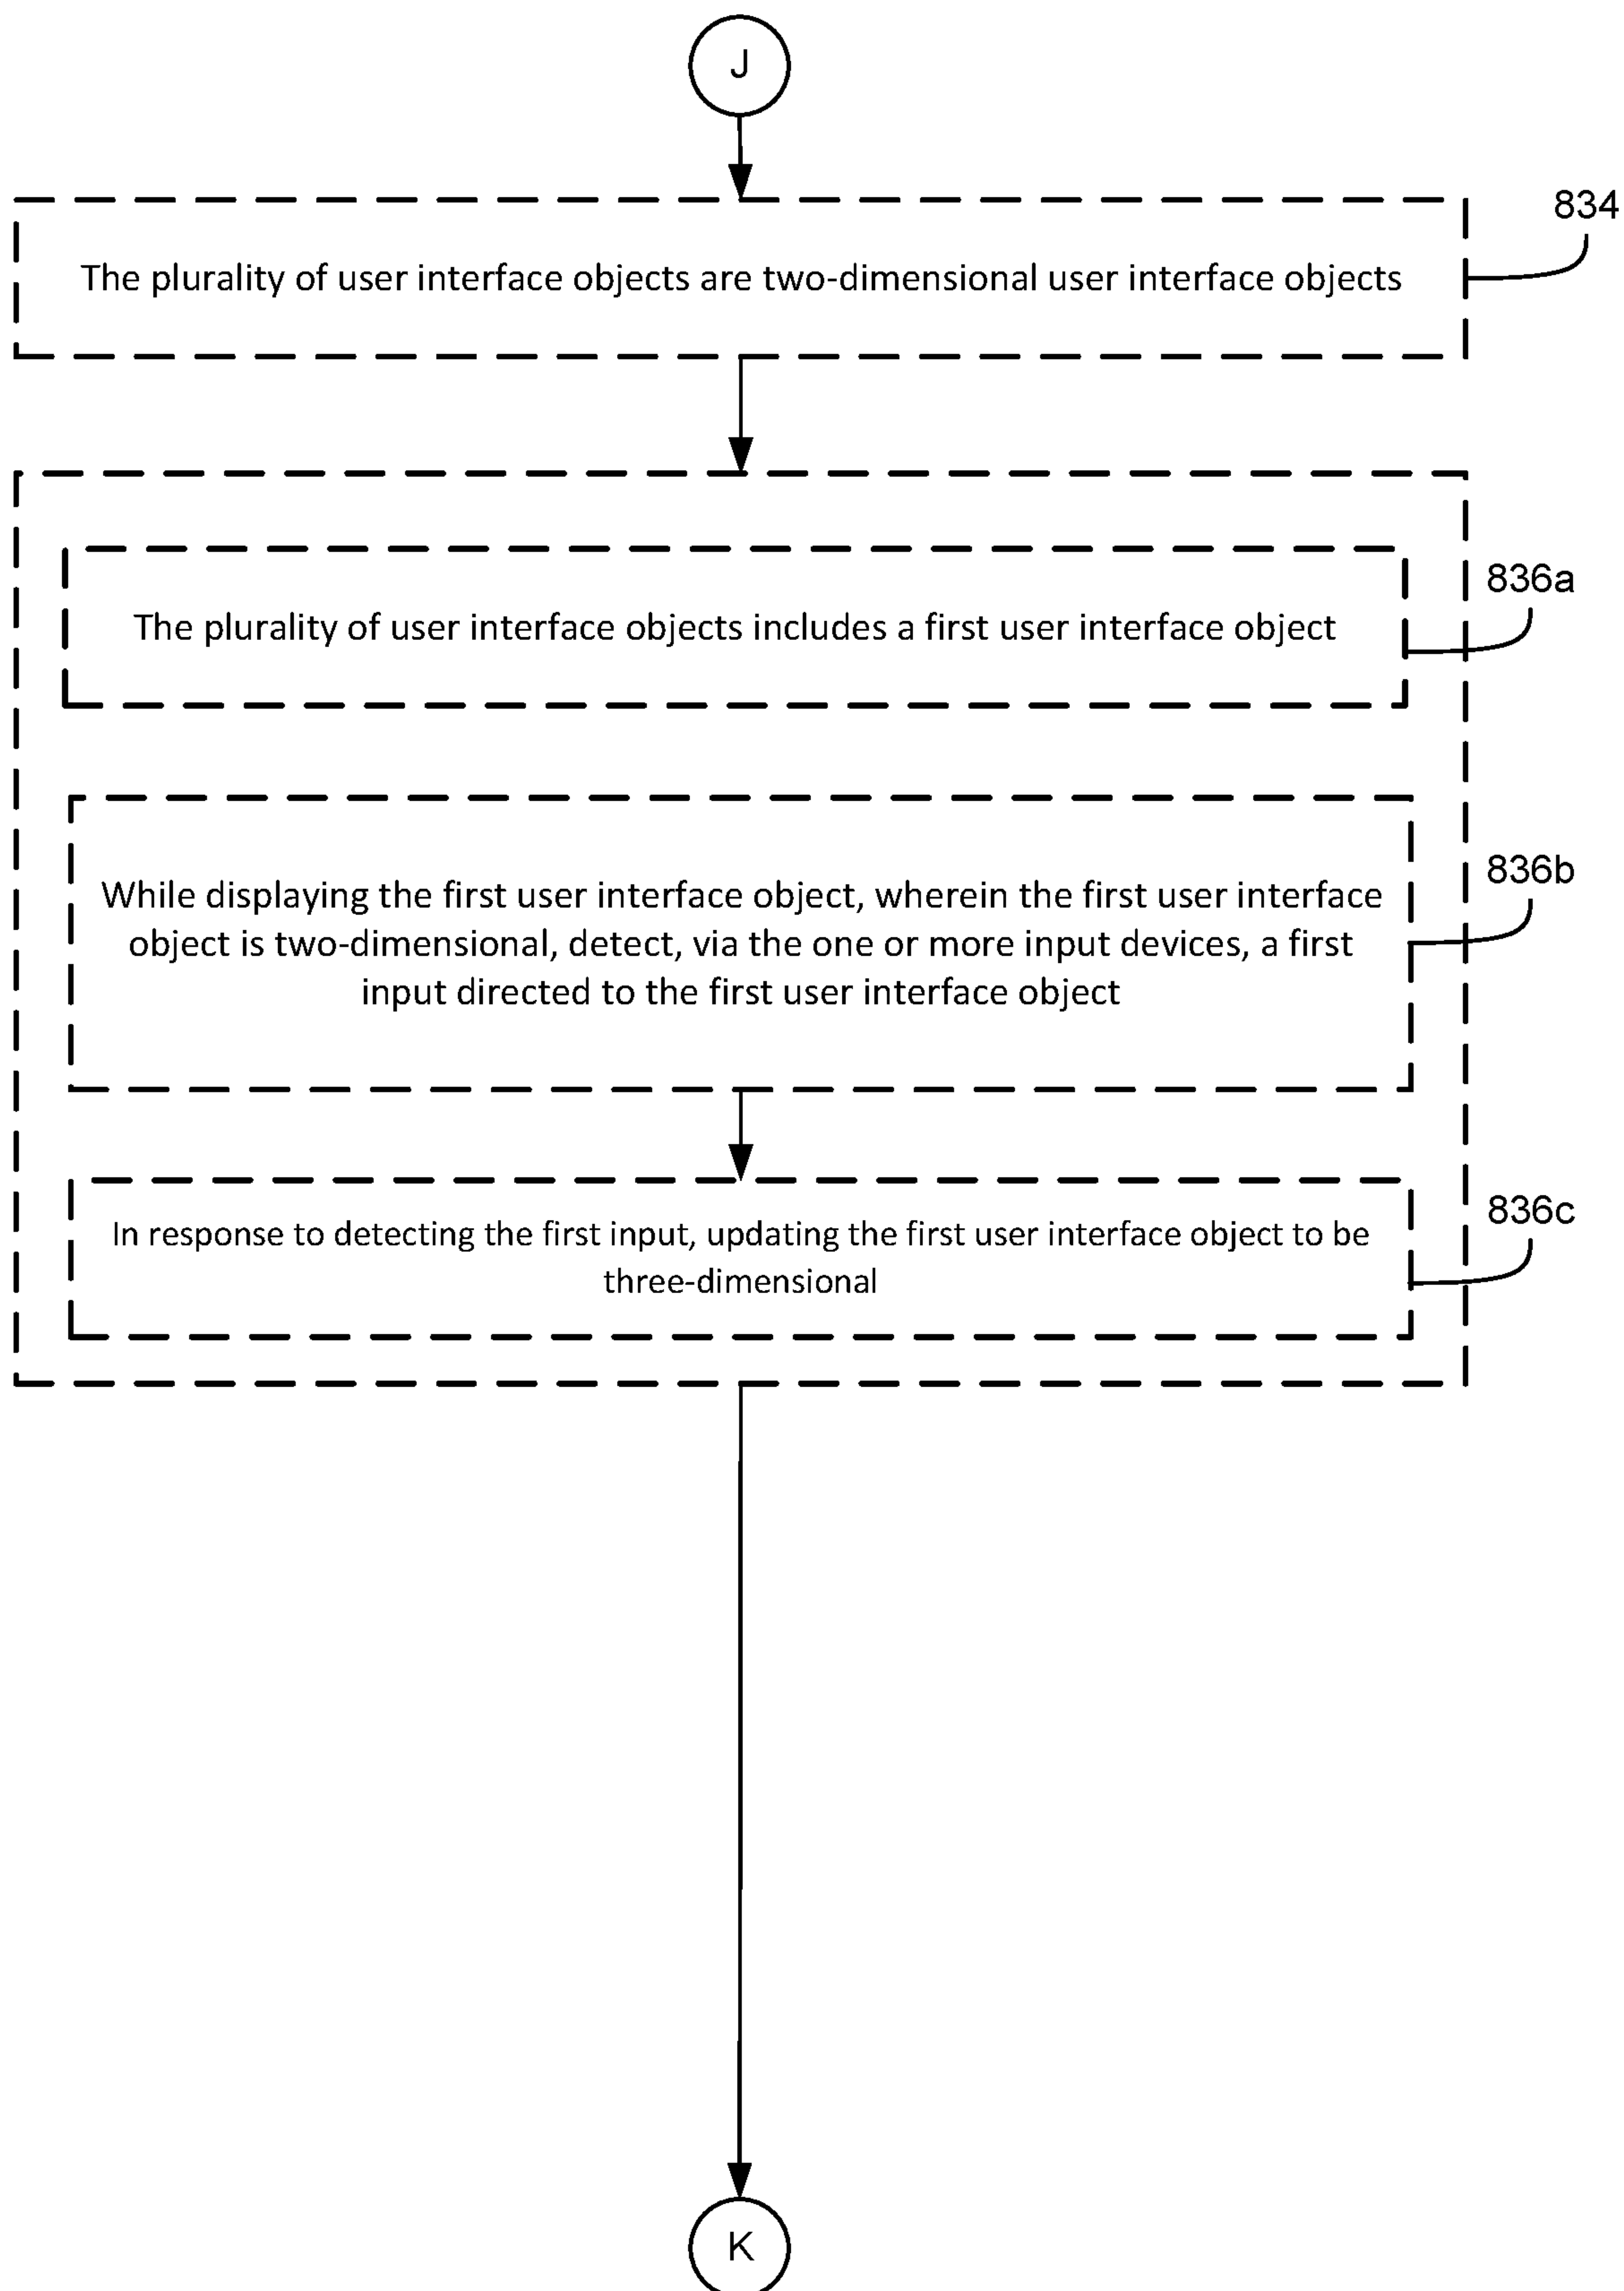 J
834
The plurality of user interface objects are two-dimensional user interface objects
836a
The plurality of user interface objects includes a first user interface object
836b
While displaying the first user interface object, wherein the first user interface
object is two-dimensional, detect, via the one or more input devices, a first
input directed to the first user interface object
836c
In response to detecting the first input, updating the first user interface object to be
three-dimensional
K